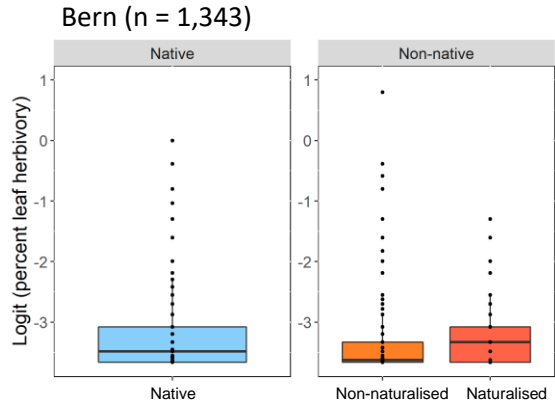 Bern (n = 1,343)
Native
Non-native
Logit (percent leaf herbivory)
1
0
-1
-2
-3
1
0
-1
-2
-3
Native
Non-naturalised
Naturalised